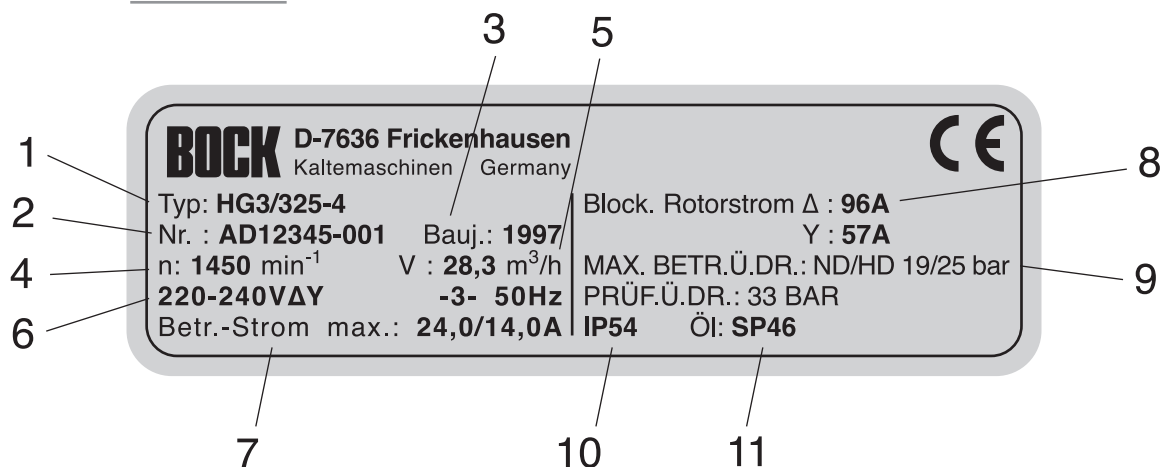 3 5
BOCK D-7636 Frickenhausen CE
Kaltemaschinen Germany
1 Typ: HG3/325-4
2 Nr. : AD12345-001 Bauj.: 1997
4 n: 1450 min⁻¹ V : 28,3 m³/h
6 220-240VΔY -3- 50Hz
Betr.-Strom max.: 24,0/14,0A
Block. Rotorstrom Δ : 96A 8
Y : 57A
MAX. BETR.Ü.DR.: ND/HD 19/25 bar 9
PRÜF.Ü.DR.: 33 BAR
IP54 Öl: SP46
7 10 11